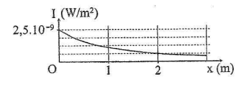 I (W/m²)
2,5.10⁻⁹
O 1 2 x (m)